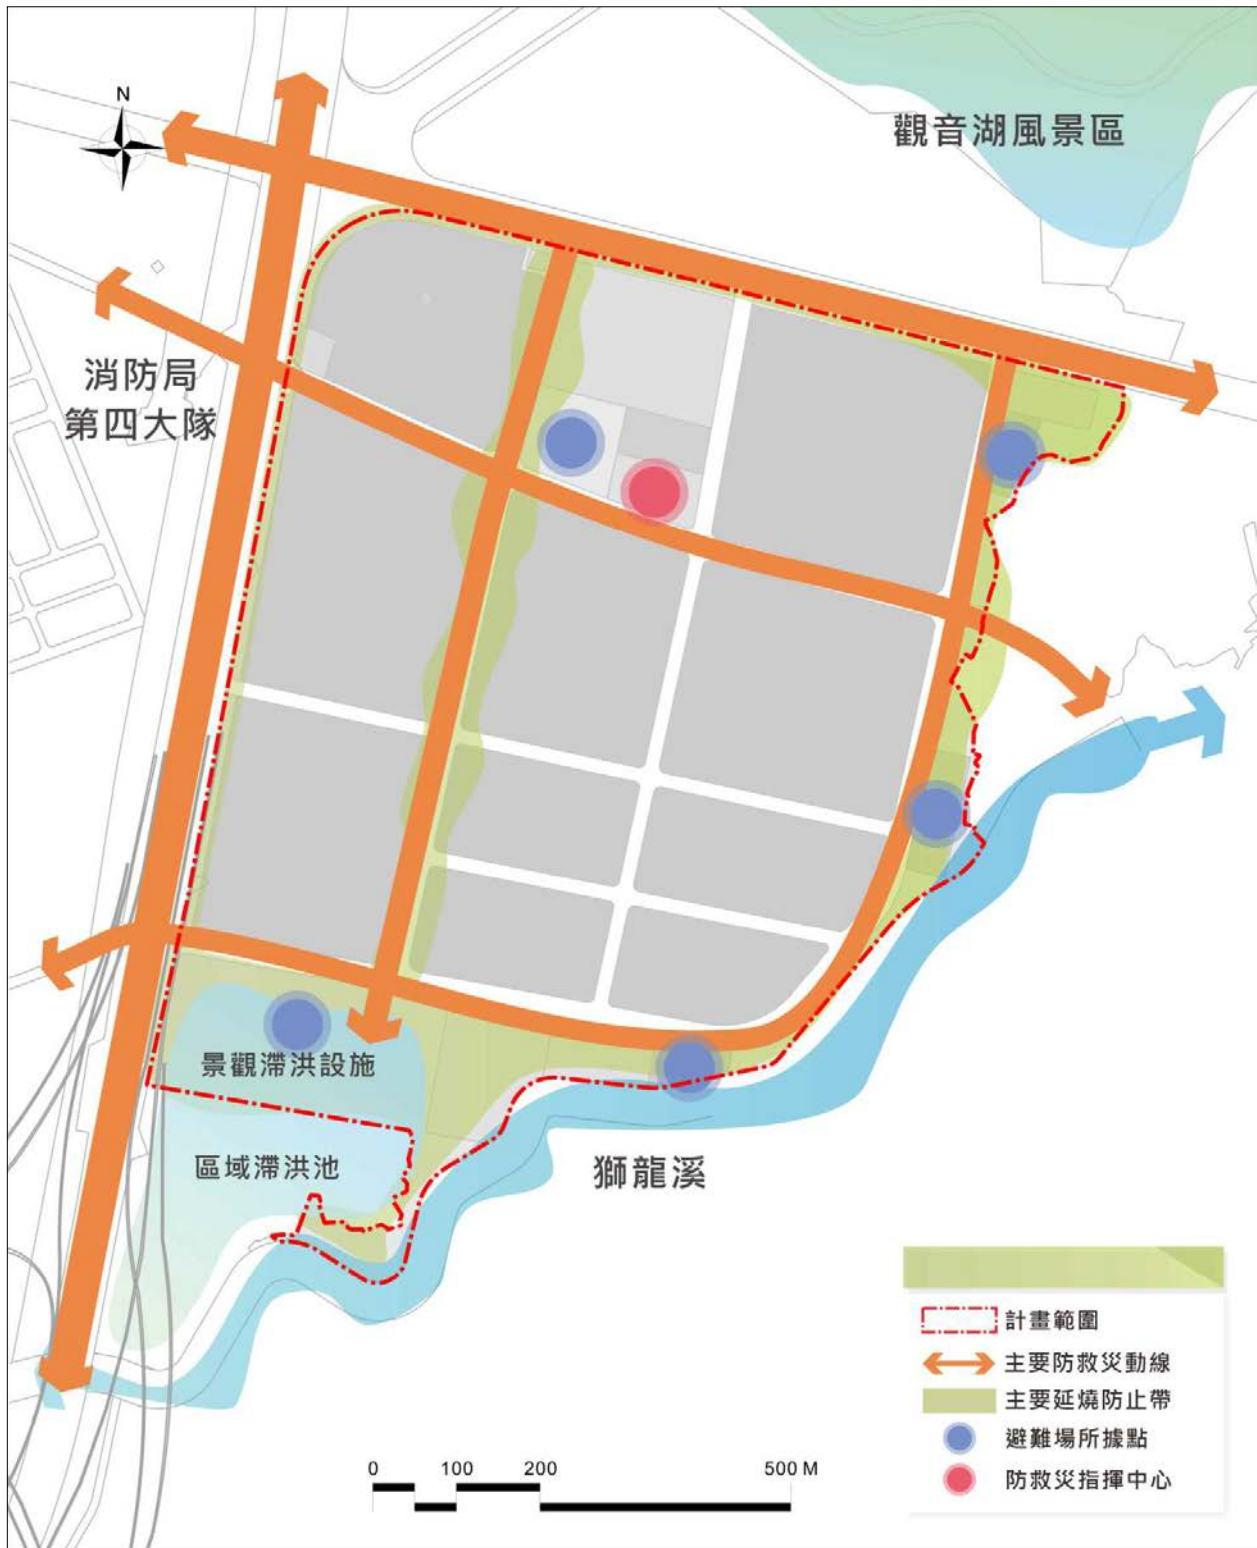 N
觀音湖風景區
消防局
第四大隊
景觀滯洪設施
區域滯洪池
獅龍溪
計畫範圍
主要防救災動線
主要延燒防止帶
避難場所據點
防救災指揮中心
0 100 200 500 M